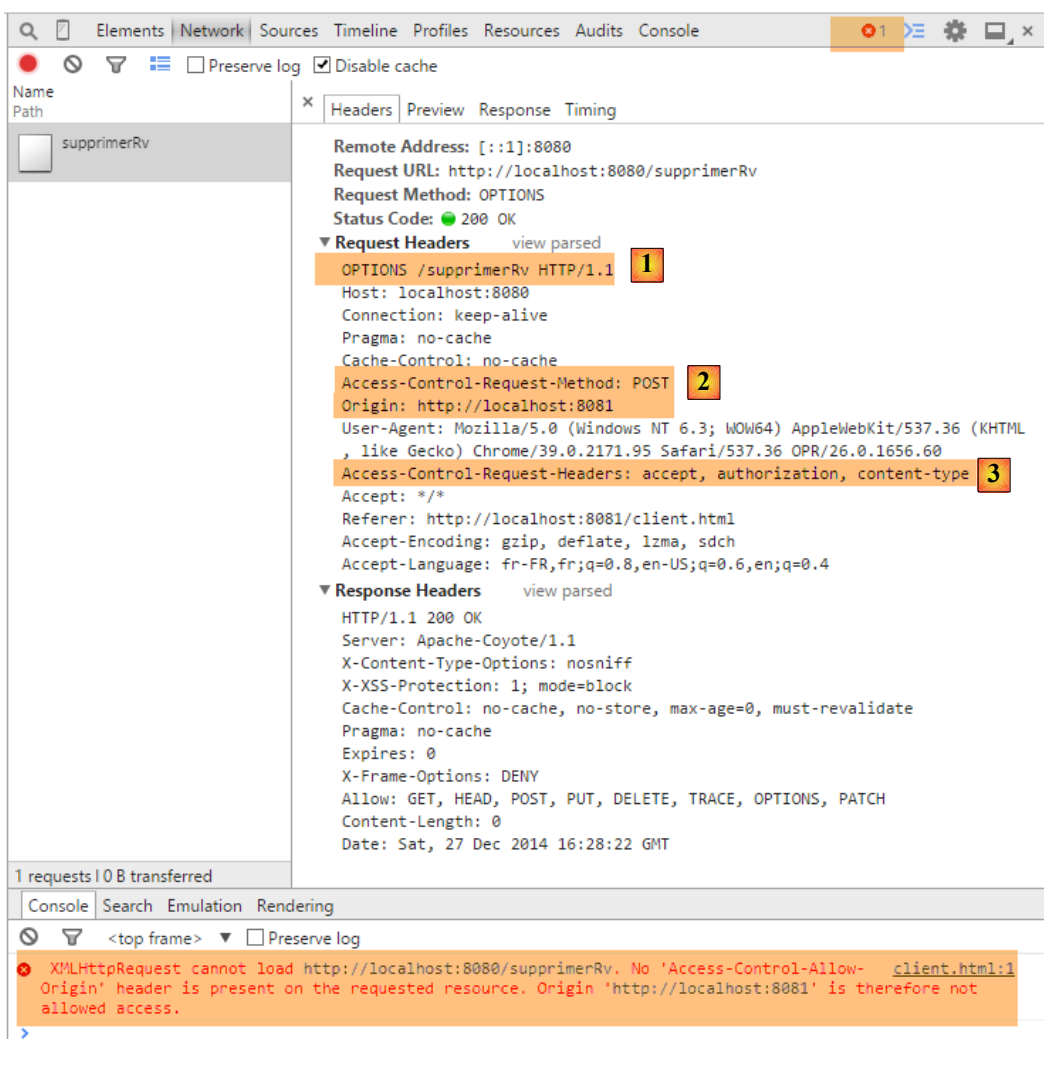 Elements Network Sources Timeline Profiles Resources Audits Console 1
Preserve log Disable cache
Name
Path
Headers Preview Response Timing
supprimerRv
Remote Address: [::1]:8080
Request URL: http://localhost:8080/supprimerRv
Request Method: OPTIONS
Status Code: 200 OK
Request Headers view parsed
OPTIONS /supprimerRv HTTP/1.1 1
Host: localhost:8080
Connection: keep-alive
Pragma: no-cache
Cache-Control: no-cache
Access-Control-Request-Method: POST 2
Origin: http://localhost:8081
User-Agent: Mozilla/5.0 (Windows NT 6.3; WOW64) AppleWebKit/537.36 (KHTML
, like Gecko) Chrome/39.0.2171.95 Safari/537.36 OPR/26.0.1656.60
Access-Control-Request-Headers: accept, authorization, content-type 3
Accept: */*
Referer: http://localhost:8081/client.html
Accept-Encoding: gzip, deflate, lzma, sdch
Accept-Language: fr-FR,fr;q=0.8,en-US;q=0.6,en;q=0.4
Response Headers view parsed
HTTP/1.1 200 OK
Server: Apache-Coyote/1.1
X-Content-Type-Options: nosniff
X-XSS-Protection: 1; mode=block
Cache-Control: no-cache, no-store, max-age=0, must-revalidate
Pragma: no-cache
Expires: 0
X-Frame-Options: DENY
Allow: GET, HEAD, POST, PUT, DELETE, TRACE, OPTIONS, PATCH
Content-Length: 0
Date: Sat, 27 Dec 2014 16:28:22 GMT
1 requests | 0 B transferred
Console Search Emulation Rendering
<top frame> ▼ Preserve log
XMLHttpRequest cannot load http://localhost:8080/supprimerRv. No 'Access-Control-Allow- client.html:1
Origin' header is present on the requested resource. Origin 'http://localhost:8081' is therefore not
allowed access.